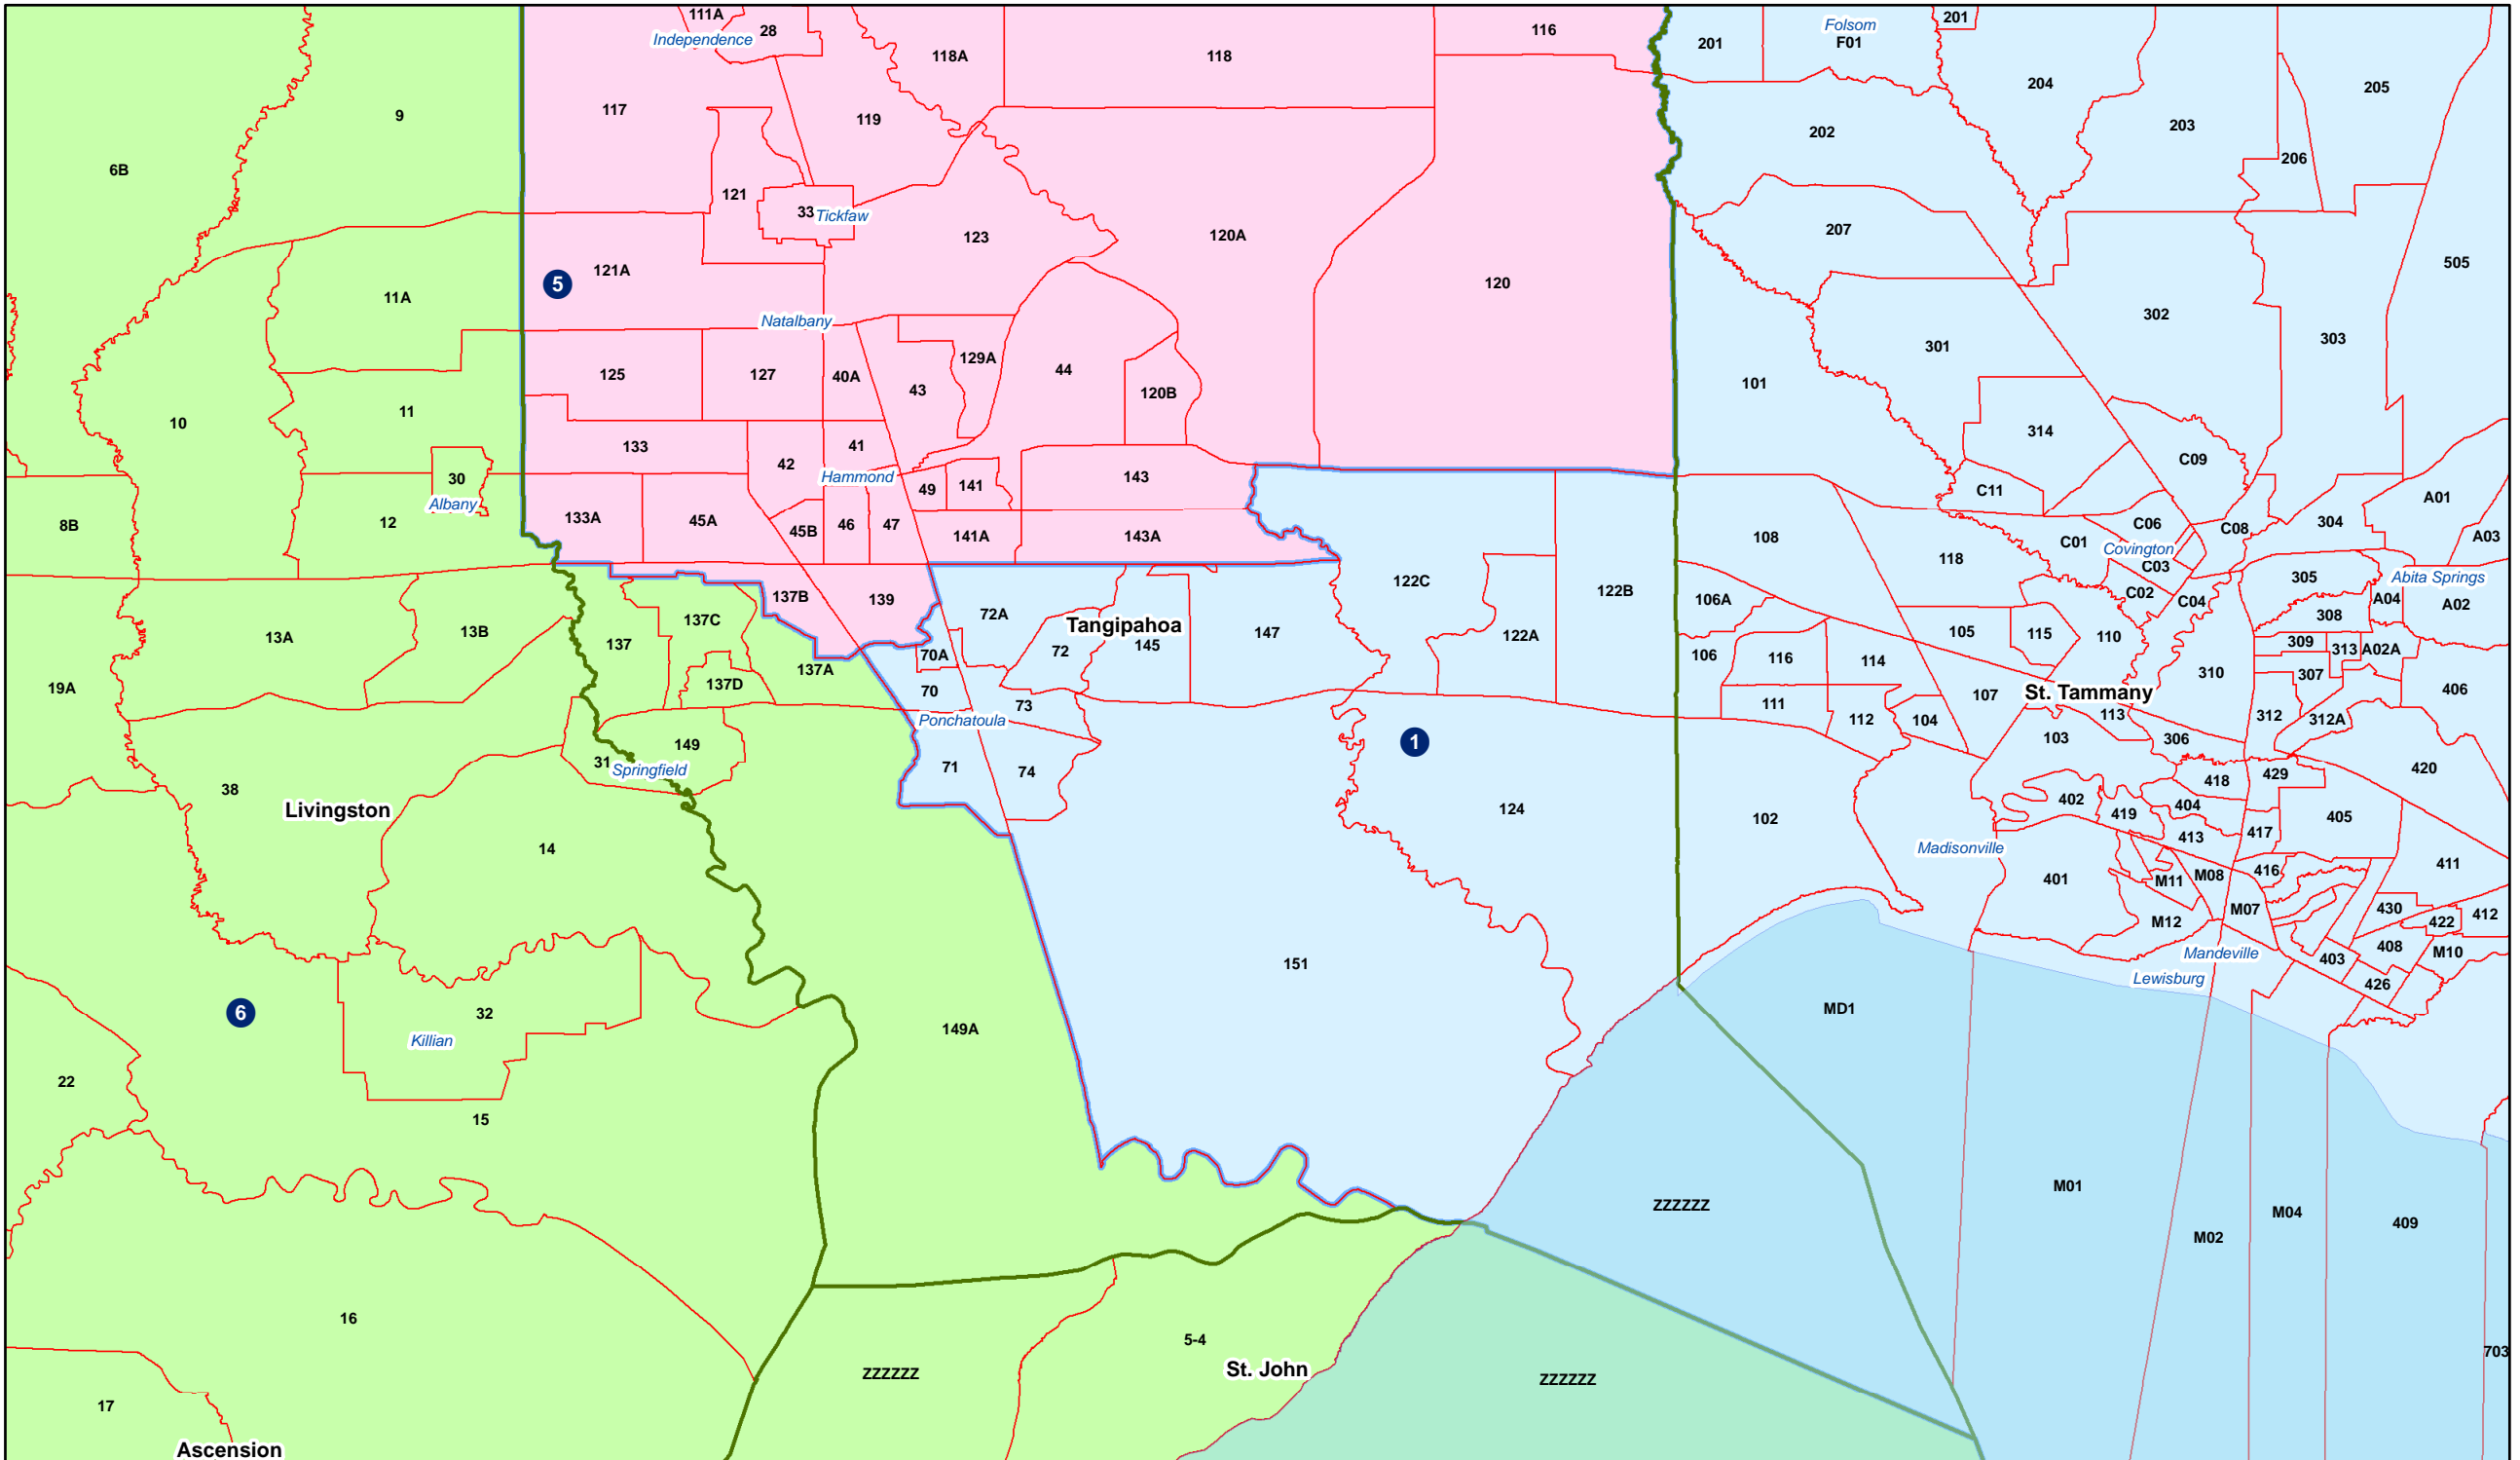 111A
28
Independence
118A
118
116
201
Folsom
F01
201
204
205
9
117
119
202
203
206
6B
121
33
Tickfaw
123
120A
207
505
121A
5
11A
120
302
Natalbany
301
303
129A
125
127
40A
43
44
120B
101
10
11
133
41
42
314
C09
30
Hammond
49
141
143
C11
A01
Albany
8B
12
133A
45A
45B
46
47
141A
143A
108
C06
C08
304
A03
C01
Covington
C03
118
122C
122B
305
Abita Springs
137B
139
106A
C02
C04
A04
A02
308
72A
Tangipahoa
13A
13B
137
137C
147
122A
105
115
110
145
72
70A
106
116
114
309
313
A02A
137A
137D
310
307
19A
70
St. Tammany
107
406
73
111
112
104
113
312
312A
Ponchatoula
149
1
103
306
31
Springfield
71
74
420
418
429
38
Livingston
402
404
419
405
124
102
413
417
14
Madisonville
411
416
401
M11
M08
M07
430
422
412
M12
408
M10
Mandeville
403
151
Lewisburg
426
6
32
149A
MD1
Killian
22
15
M01
ZZZZZZ
M04
409
M02
16
5-4
703
St. John
ZZZZZZ
ZZZZZZ
17
Ascension